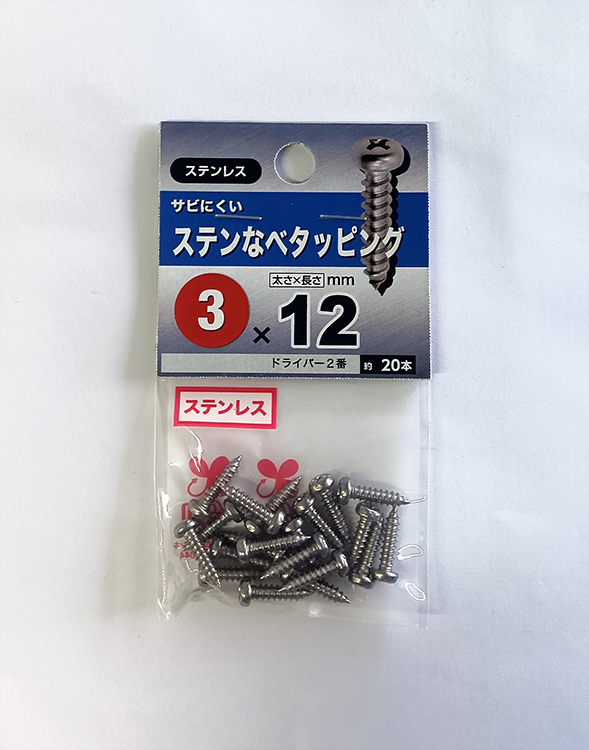 ステンレス
サビにくい
ステンなべタッピング
太さ×長さ mm
3×12
ドライバー2番 約 20本
ステンレス